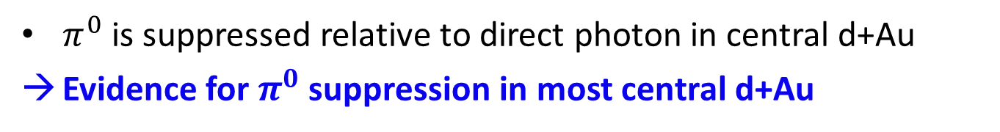 • π⁰ is suppressed relative to direct photon in central d+Au
→ Evidence for π⁰ suppression in most central d+Au